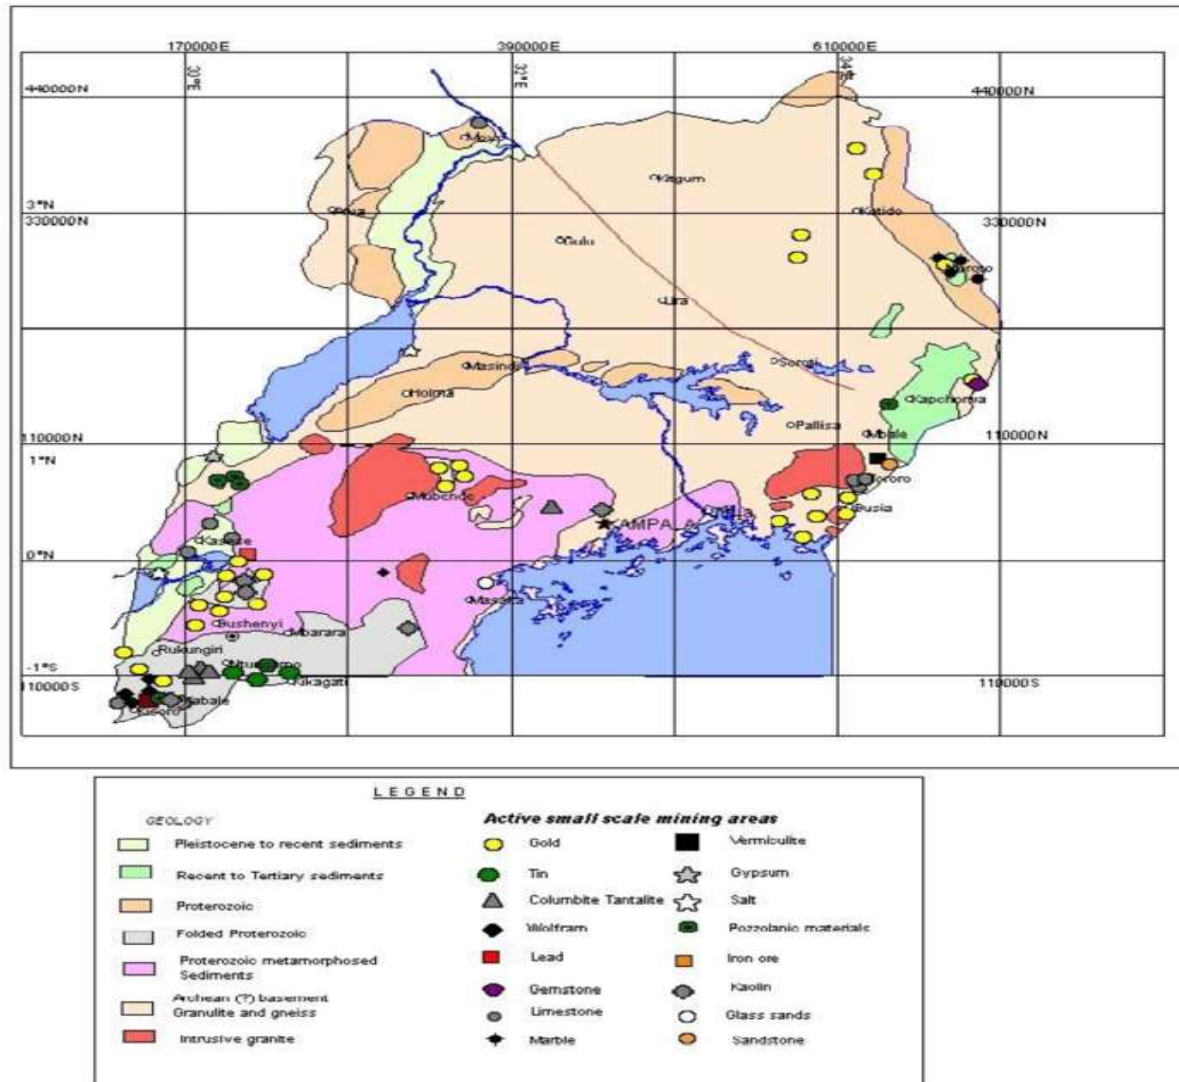 170000E 390000E 610000E
30°E 32°E 34°
440000N 440000N
Moyo
Kitgum
3°N
330000N 330000N
Arua Kotido
Gulu
Moroto
Lira
Masindi Soroti
Hoima Kapchorwa
Pallisa
Mbale
110000N 110000N
1°N
Tororo
Mubende
Busia
KAMPA_A
Kasese
0°N
Masaka
Bushenyi
Mbarara
Rukungiri
Ntungamo
-1°S
110000S 110000S
Kikagati
Kabale
Kisoro
LEGEND
GEOLOGY
Pleistocene to recent sediments
Recent to Tertiary sediments
Proterozoic
Folded Proterozoic
Proterozoic metamorphosed
Sediments
Archean (?) basement
Granulite and gneiss
Intrusive granite
Active small scale mining areas
Gold
Tin
Columbite Tantalite
Wolfram
Lead
Gemstone
Limestone
Marble
Vermiculite
Gypsum
Salt
Pozzolanic materials
Iron ore
Kaolin
Glass sands
Sandstone